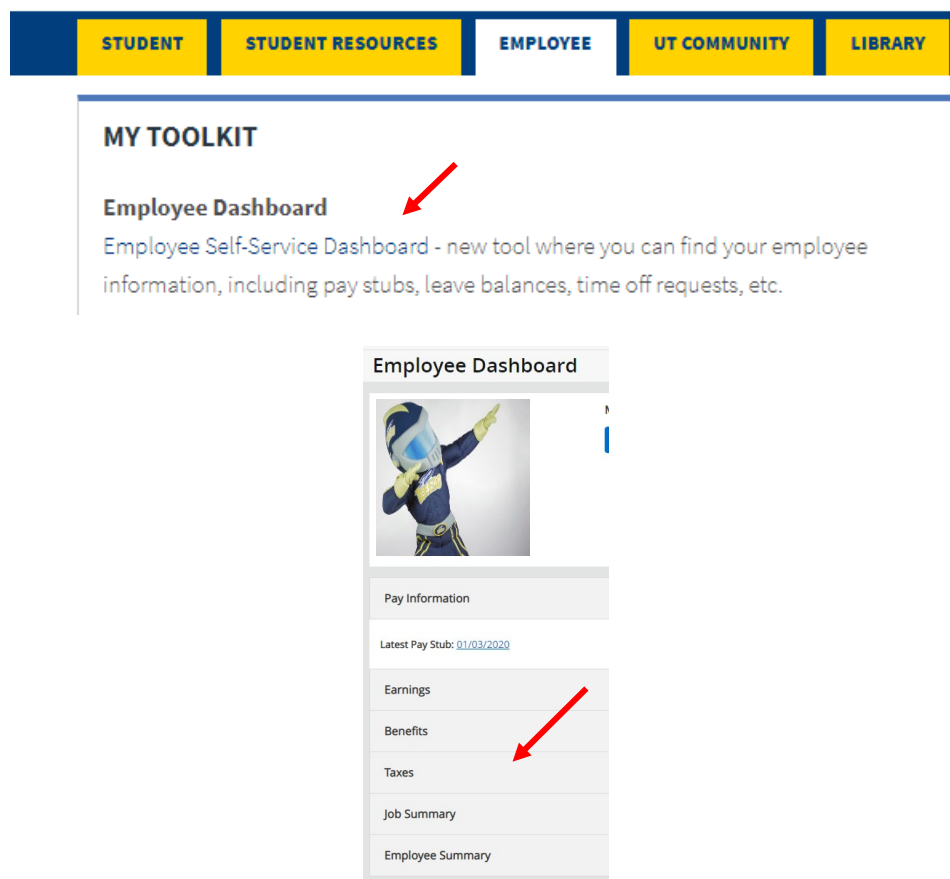 STUDENT STUDENT RESOURCES EMPLOYEE UT COMMUNITY LIBRARY
MY TOOLKIT
Employee Dashboard
Employee Self-Service Dashboard - new tool where you can find your employee
information, including pay stubs, leave balances, time off requests, etc.
Employee Dashboard
Pay Information
Latest Pay Stub: 01/03/2020
Earnings
Benefits
Taxes
Job Summary
Employee Summary